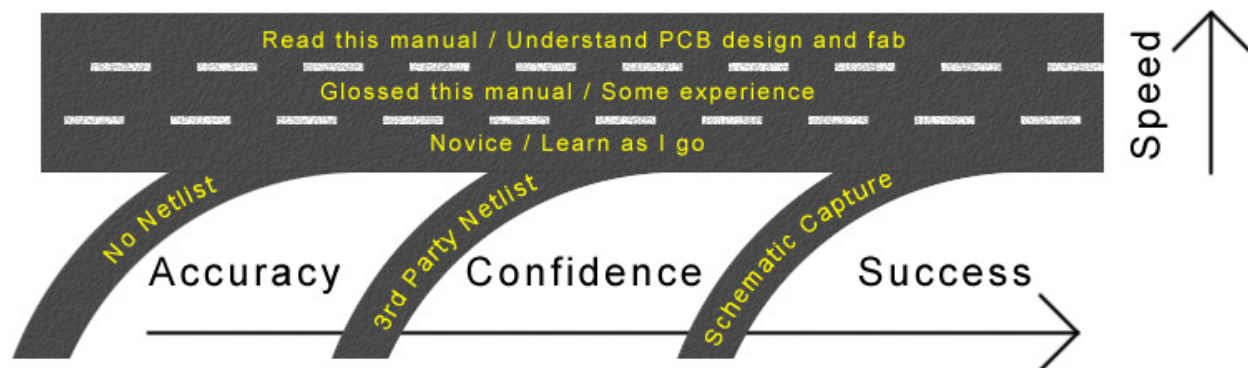 Read this manual / Understand PCB design and fab
Glossed this manual / Some experience
Novice / Learn as I go
Speed
No Netlist
3rd Party Netlist
Schematic Capture
Accuracy
Confidence
Success